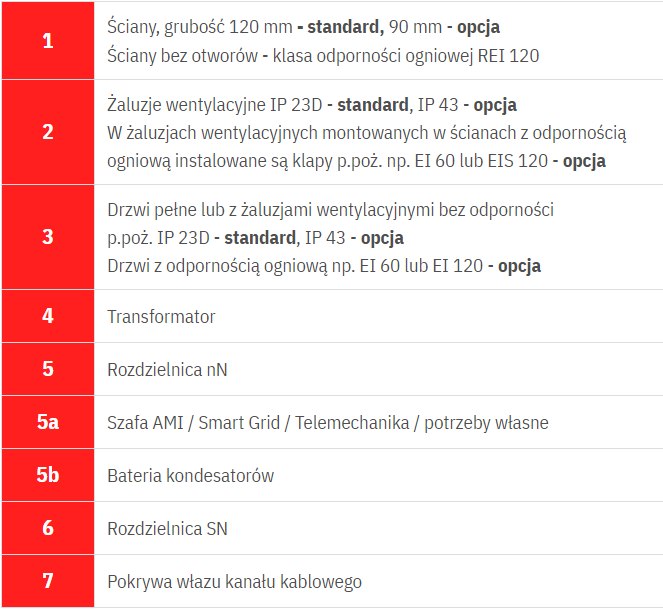 1
Ściany, grubość 120 mm - standard, 90 mm - opcja
Ściany bez otworów - klasa odporności ogniowej REI 120
2
Żaluzje wentylacyjne IP 23D - standard, IP 43 - opcja
W żaluzjach wentylacyjnych montowanych w ścianach z odpornością
ogniową instalowane są klapy p.poż. np. EI 60 lub EIS 120 - opcja
3
Drzwi pełne lub z żaluzjami wentylacyjnymi bez odporności
p.poż. IP 23D - standard, IP 43 - opcja
Drzwi z odpornością ogniową np. EI 60 lub EI 120 - opcja
4
Transformator
5
Rozdzielnica nN
5a
Szafa AMI / Smart Grid / Telemechanika / potrzeby własne
5b
Bateria kondesatorów
6
Rozdzielnica SN
7
Pokrywa włazu kanału kablowego